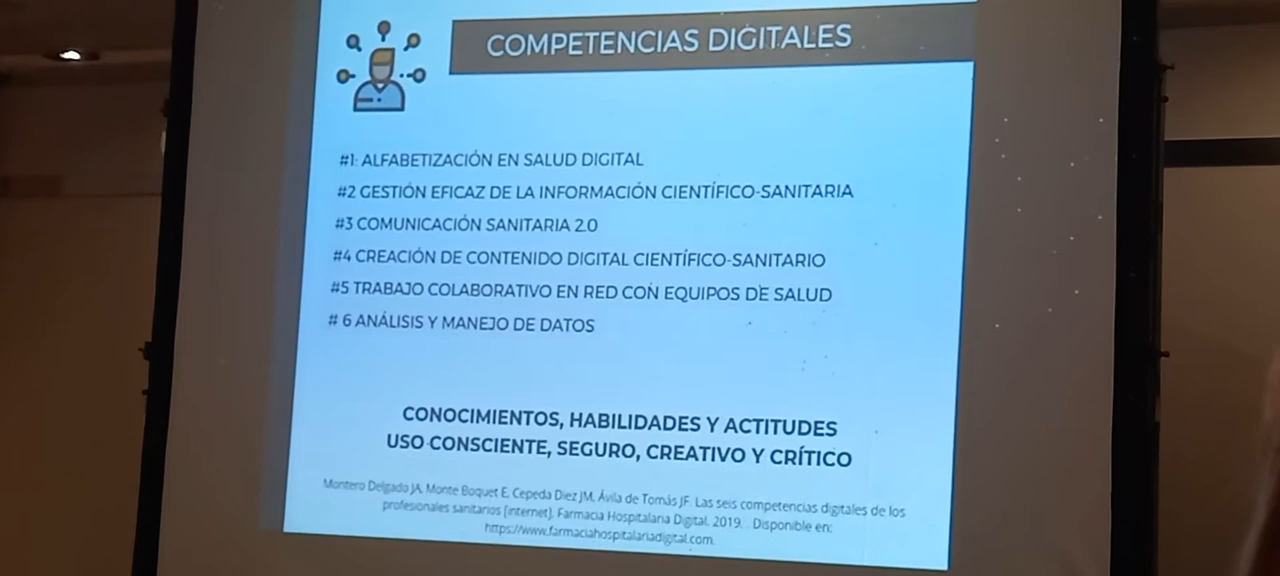 COMPETENCIAS DIGITALES
#1: ALFABETIZACIÓN EN SALUD DIGITAL
#2 GESTIÓN EFICAZ DE LA INFORMACIÓN CIENTÍFICO-SANITARIA
#3 COMUNICACIÓN SANITARIA 2.0
#4 CREACIÓN DE CONTENIDO DIGITAL CIENTÍFICO-SANITARIO
#5 TRABAJO COLABORATIVO EN RED CON EQUIPOS DE SALUD
# 6 ANÁLISIS Y MANEJO DE DATOS
CONOCIMIENTOS, HABILIDADES Y ACTITUDES
USO CONSCIENTE, SEGURO, CREATIVO Y CRÍTICO
Montero Delgado JA, Monte Boquet E, Cepeda Diez JM, Ávila de Tomás JF. Las seis competencias digitales de los
profesionales sanitarios [internet]. Farmacia Hospitalaria Digital. 2019. . Disponible en:
https://www.farmaciahospitalariadigital.com.